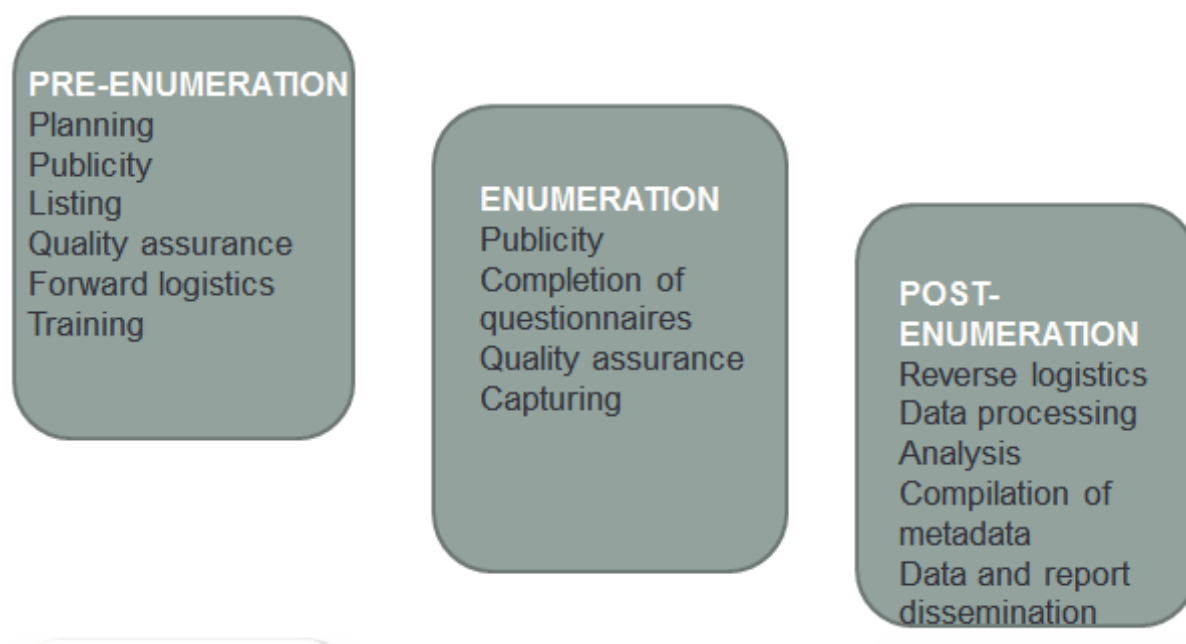 PRE-ENUMERATION
Planning
Publicity
Listing
Quality assurance
Forward logistics
Training
ENUMERATION
Publicity
Completion of
questionnaires
Quality assurance
Capturing
POST-
ENUMERATION
Reverse logistics
Data processing
Analysis
Compilation of
metadata
Data and report
dissemination